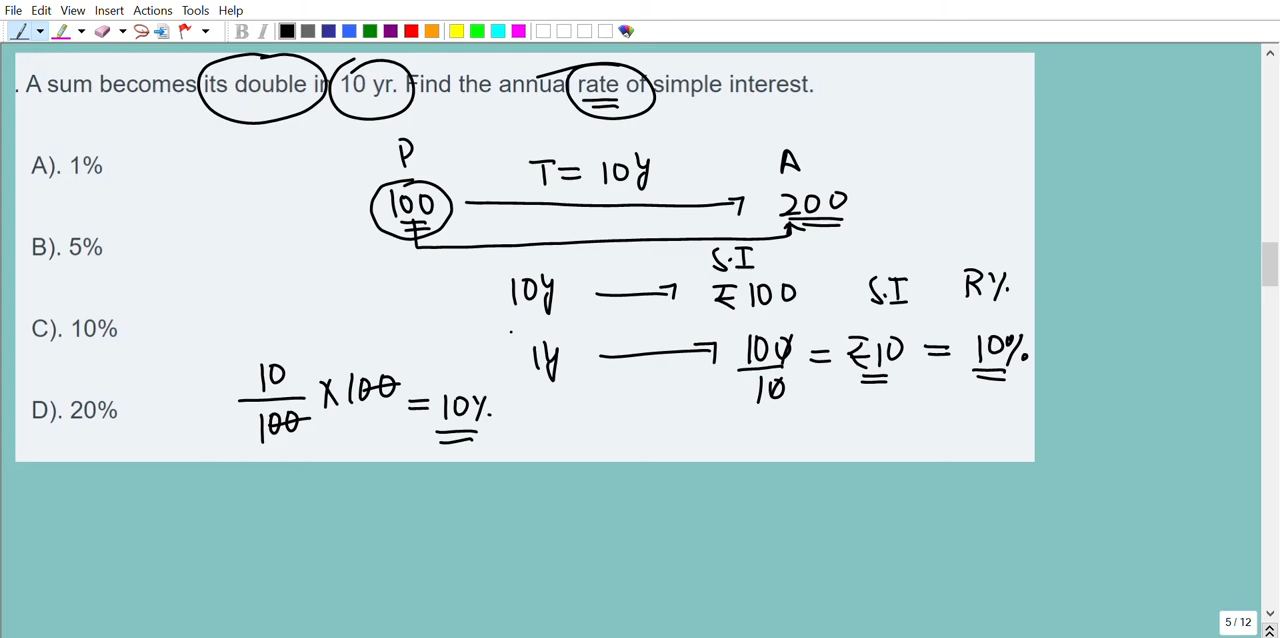 File Edit View Insert Actions Tools Help
B I
. A sum becomes its double in 10 yr. Find the annual rate of simple interest.
P
T = 10y
A
A). 1%
100
200
B). 5%
S.I
10y
₹100
S.I
R%
C). 10%
1y
100/10 = ₹10 = 10%
10/100 × 100 = 10%
D). 20%
5 / 12